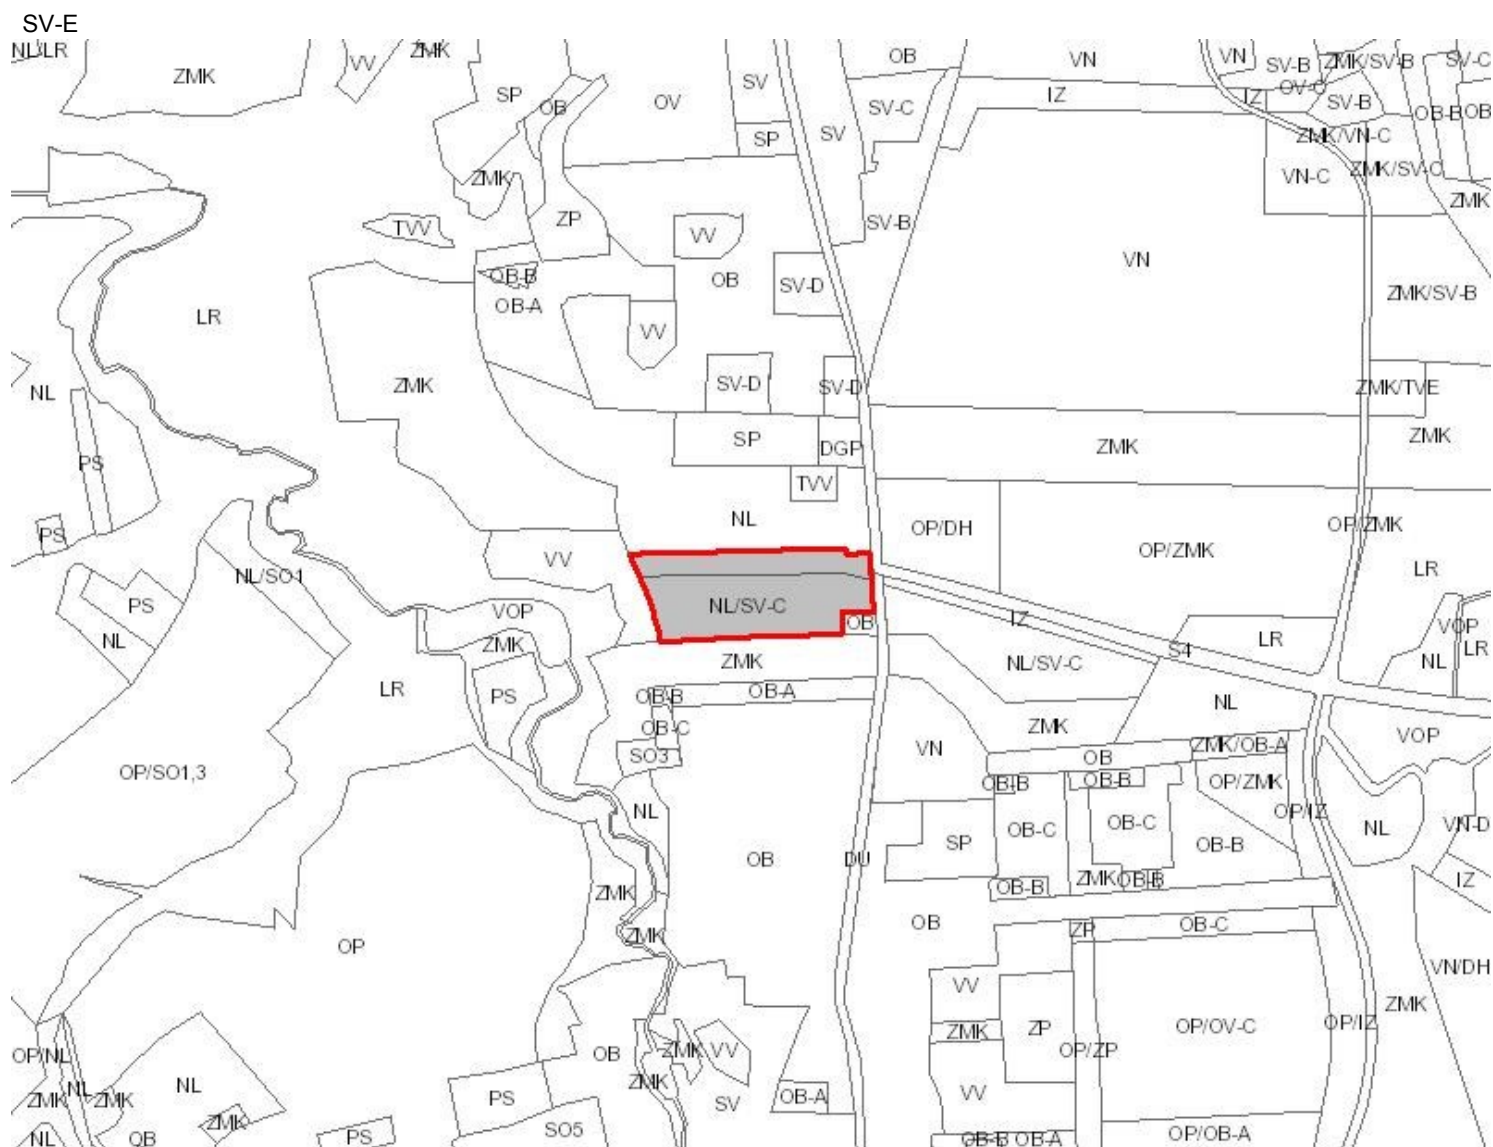 SV-E
NL/LR
ZMK
VV
ZMK
SP
OB
OV
SV
SP
SV
OB
SV-C
VN
IZ
VN
SV-B
ZMK/SV-B
SV-C
IZ
OV-C
SV-B
OB-B
OB
ZMK/VN-C
ZMK/SV-C
VN-C
ZMK
ZMK
TVV
ZP
VV
SV-B
VN
OB-B
OB-A
OB
SV-D
ZMK/SV-B
LR
VV
NL
ZMK
SV-D
SV-D
ZMK/TVE
SP
DGP
ZMK
ZMK
PS
TVV
NL
OP/DH
OP/ZMK
OP/ZMK
PS
VV
NL/SO1
LR
PS
NL
VOP
ZMK
NL/SV-C
OB
IZ
S4
LR
VOP
LR
NL
NL/SV-C
ZMK
LR
PS
OB-B
OB-A
OB-C
SO3
VN
ZMK
NL
ZMK/OB-A
VOP
OP/SO1,3
OB
OB-B
OB-B
OP/ZMK
OP/IZ
NL
NL
VN-D
OB-C
OB-C
SP
OB-B
OB
DU
ZMK
OB-B
ZMK
OB-B
IZ
OP
ZMK
OB
ZP
OB-C
VN/DH
VV
ZMK
ZMK
ZP
OP/OV-C
OP/IZ
OP/ZP
OP/NL
NL
ZMK
ZMK
NL
ZMK
OB
ZMK
VV
ZMK
PS
SV
OB-A
VV
NL
OB
PS
SO5
OB-B
OB-A
OP/OB-A